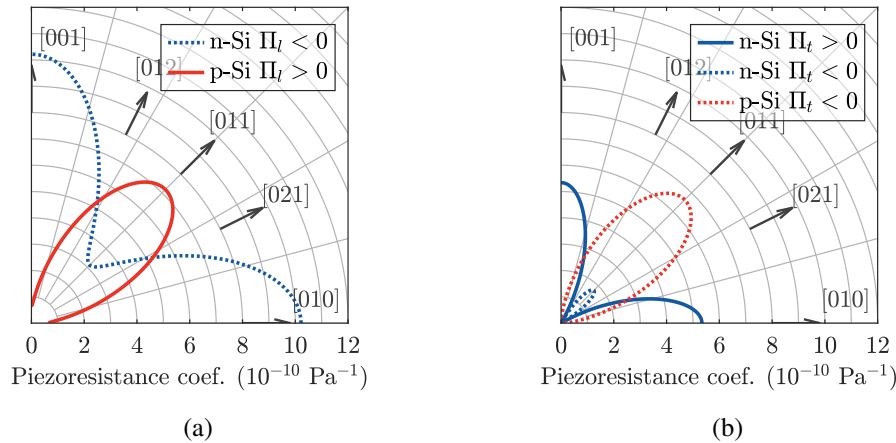 [001]
n-Si Π_l < 0
p-Si Π_l > 0
[012]
[011]
[021]
[010]
0 2 4 6 8 10 12
Piezoresistance coef. (10⁻¹⁰ Pa⁻¹)
(a)
[001]
n-Si Π_t > 0
n-Si Π_t < 0
p-Si Π_t < 0
[012]
[011]
[021]
[010]
0 2 4 6 8 10 12
Piezoresistance coef. (10⁻¹⁰ Pa⁻¹)
(b)